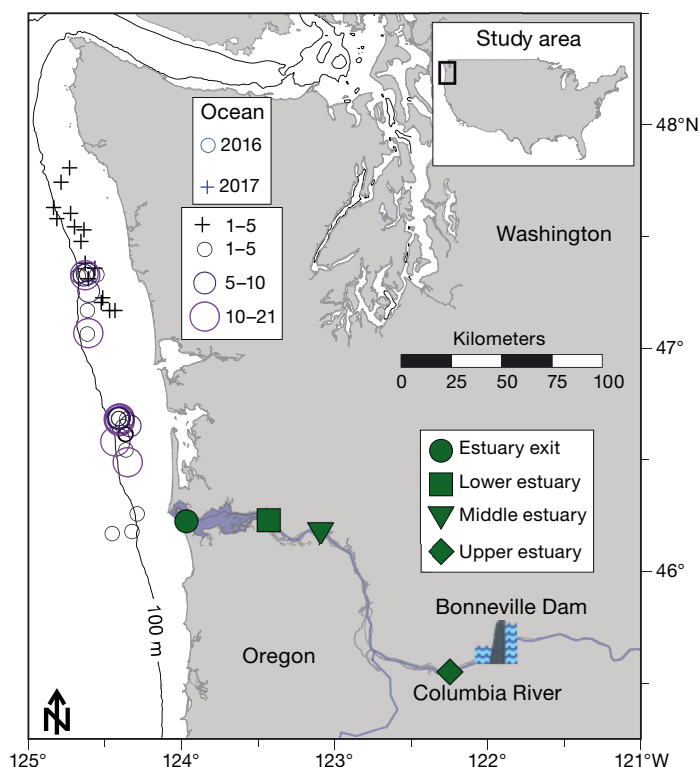 Study area
Ocean
2016
2017
1–5
1–5
5–10
10–21
48°N
Washington
Kilometers
0 25 50 75 100
47°
Estuary exit
Lower estuary
Middle estuary
Upper estuary
46°
Bonneville Dam
100 m
Oregon
Columbia River
N
125° 124° 123° 122° 121°W